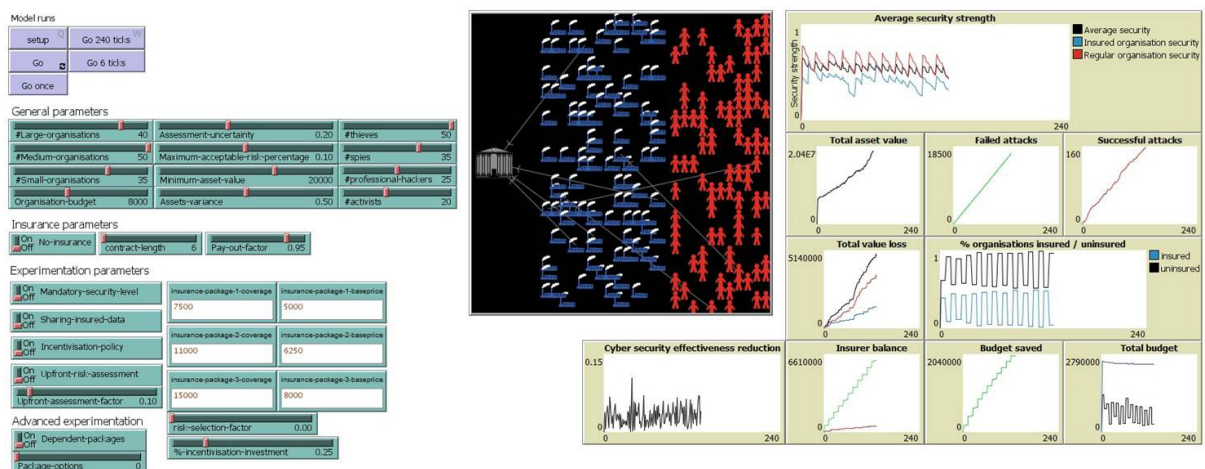 Model runs
setup Q
Go 240 ticks W
Go
Go 6 ticks
Go once
General parameters
#Large-organisations 40
Assessment-uncertainty 0.20
#thieves 50
#Medium-organisations 50
Maximum-acceptable-risk-percentage 0.10
#spies 35
#Small-organisations 35
Minimum-asset-value 20000
#professional-hackers 25
Organisation-budget 8000
Assets-variance 0.50
#activists 20
Insurance parameters
On
Off
No-insurance
contract-length 6
Pay-out-factor 0.95
Experimentation parameters
On
Off
Mandatory-security-level
On
Off
Sharing-insured-data
On
Off
Incentivisation-policy
On
Off
Upfront-risk-assessment
Upfront-assessment-factor 0.10
insurance-package-1-coverage
7500
insurance-package-1-baseprice
5000
insurance-package-2-coverage
11000
insurance-package-2-baseprice
6250
insurance-package-3-coverage
15000
insurance-package-3-baseprice
8000
risk-selection-factor 0.00
%-incentivisation-investment 0.25
Advanced experimentation
On
Off
Dependent-packages
Package-options 0
Average security strength
Security strength
1
0
0
240
Average security
Insured organisation security
Regular organisation security
Total asset value
2.04E7
0
0
240
Failed attacks
18500
0
0
240
Successful attacks
160
0
0
240
Total value loss
5140000
0
0
240
% organisations insured / uninsured
1
0
0
240
insured
uninsured
Cyber security effectiveness reduction
0.15
0
0
240
Insurer balance
6610000
0
0
240
Budget saved
2040000
0
0
240
Total budget
2790000
0
0
240